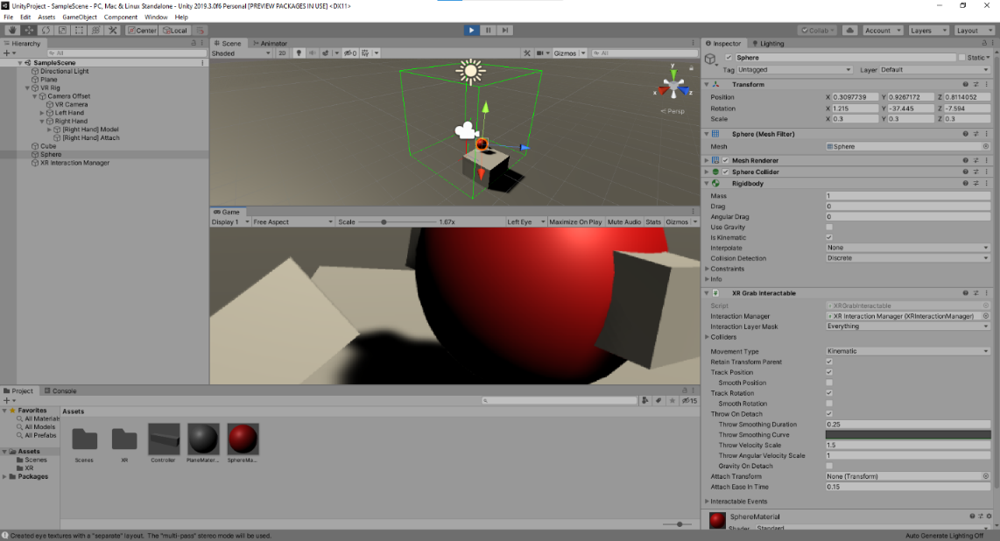 UnityProject - SampleScene - PC, Mac & Linux Standalone - Unity 2019.3.0f6 Personal [PREVIEW PACKAGES IN USE] <DX11>
File Edit Assets GameObject Component Window Help
Center Local Collab Account Layers Layout
Hierarchy
All
SampleScene
Directional Light
Plane
VR Rig
Camera Offset
VR Camera
Left Hand
Right Hand
[Right Hand] Model
[Right Hand] Attach
Cube
Sphere
XR Interaction Manager
Scene Animator
Shaded 2D 0 Gizmos All
y
x z
Persp
Game
Display 1 Free Aspect Scale 1.67x Left Eye Maximize On Play Mute Audio Stats Gizmos
Inspector Lighting
Sphere Static
Tag Untagged Layer Default
Transform
Position X 0.3097739 Y 0.9267172 Z 0.8114052
Rotation X 1.215 Y -37.445 Z -7.594
Scale X 0.3 Y 0.3 Z 0.3
Sphere (Mesh Filter)
Mesh Sphere
Mesh Renderer
Sphere Collider
Rigidbody
Mass 1
Drag 0
Angular Drag 0
Use Gravity
Is Kinematic
Interpolate None
Collision Detection Discrete
Constraints
Info
XR Grab Interactable
Script XRGrabInteractable
Interaction Manager XR Interaction Manager (XRInteractionManager)
Interaction Layer Mask Everything
Colliders
Movement Type Kinematic
Retain Transform Parent
Track Position
Smooth Position
Track Rotation
Smooth Rotation
Throw On Detach
Throw Smoothing Duration 0.25
Throw Smoothing Curve
Throw Velocity Scale 1.5
Throw Angular Velocity Scale 1
Gravity On Detach
Attach Transform None (Transform)
Attach Ease In Time 0.15
Interactable Events
SphereMaterial
Shader Standard
Project Console
15
Favorites
All Materials
All Models
All Prefabs
Assets
Scenes
XR
Packages
Assets
Scenes XR Controller PlaneMater... SphereMa...
Created eye textures with a "separate" layout. The "multi-pass" stereo mode will be used.
Auto Generate Lighting Off